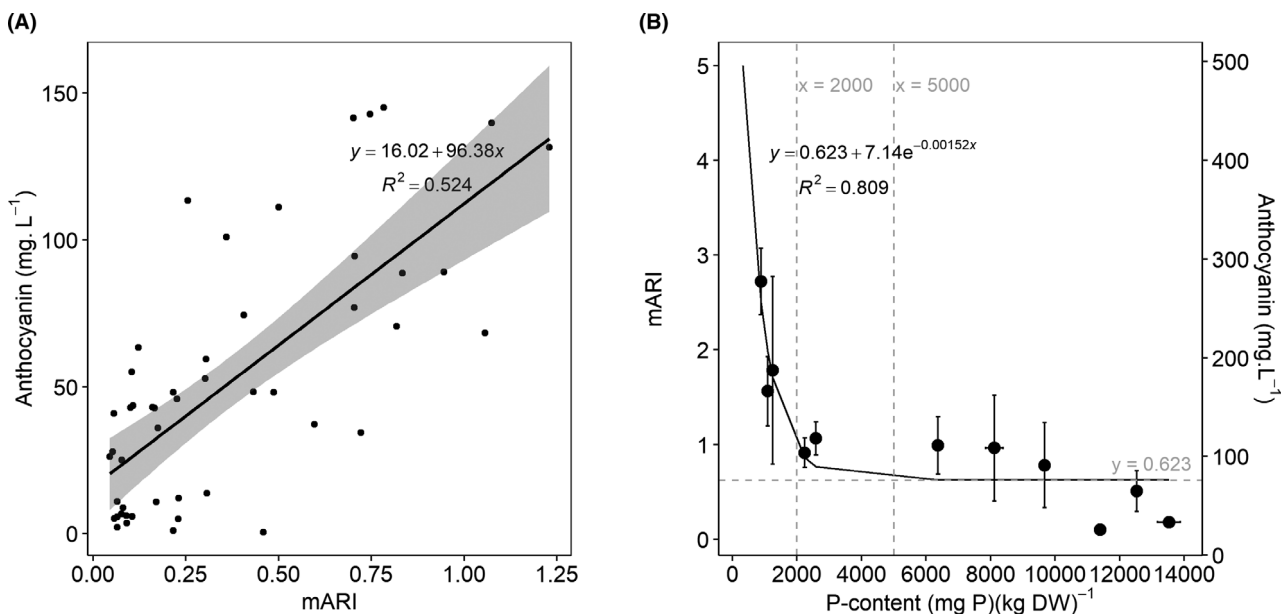 (A)
(B)
Anthocyanin (mg. L⁻¹)
150
100
50
0
y = 16.02 + 96.38x
R² = 0.524
0.00 0.25 0.50 0.75 1.00 1.25
mARI
mARI
5
4
3
2
1
0
x = 2000
x = 5000
y = 0.623 + 7.14e⁻⁰·⁰⁰¹⁵²ˣ
R² = 0.809
y = 0.623
500
400
300
200
100
0
Anthocyanin (mg.L⁻¹)
0 2000 4000 6000 8000 10000 12000 14000
P-content (mg P)(kg DW)⁻¹